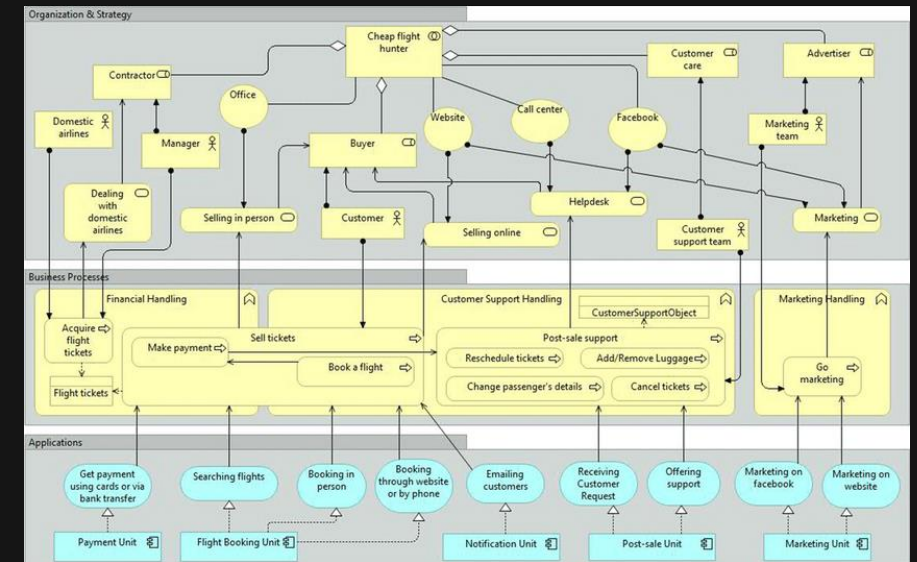 Organization & Strategy
Cheap flight
hunter
Customer
care
Advertiser
Contractor
Office
Website
Call center
Facebook
Domestic
airlines
Manager
Buyer
Marketing
team
Dealing
with
domestic
airlines
Selling in person
Customer
Selling online
Helpdesk
Customer
support team
Marketing
Business Processes
Financial Handling
Customer Support Handling
Marketing Handling
CustomerSupportObject
Acquire
flight
tickets
Sell tickets
Post-sale support
Make payment
Book a flight
Reschedule tickets
Add/Remove Luggage
Go
marketing
Flight tickets
Change passenger's details
Cancel tickets
Applications
Get payment
using cards or via
bank transfer
Searching flights
Booking in
person
Booking
through website
or by phone
Emailing
customers
Receiving
Customer
Request
Offering
support
Marketing on
facebook
Marketing on
website
Payment Unit
Flight Booking Unit
Notification Unit
Post-sale Unit
Marketing Unit